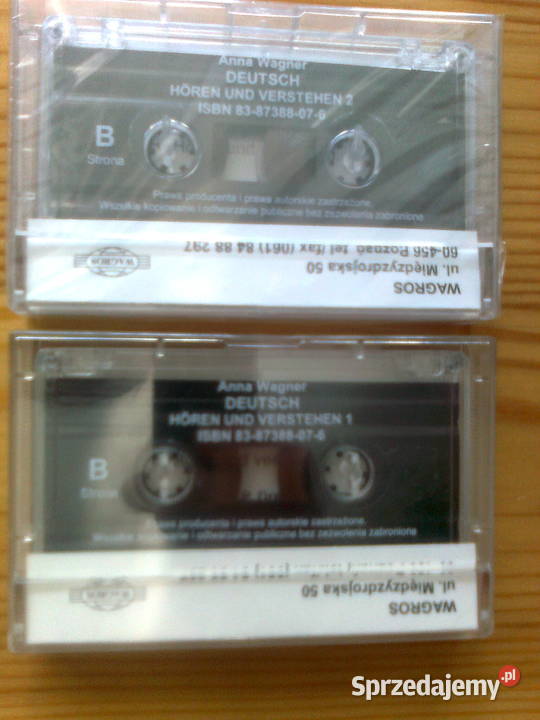 Anna Wagner
DEUTSCH
HÖREN UND VERSTEHEN 2
ISBN 83-87388-07-6
B
Strona
Prawa producenta i prawa autorskie zastrzeżone.
Wszelkie kopiowanie i odtwarzanie publiczne bez zezwolenia zabronione
WAGROS
ul. Międzyzdrojska 50
60-456 Poznań, tel/fax (061) 84 88 297
WAGROS
Anna Wagner
DEUTSCH
HÖREN UND VERSTEHEN 1
ISBN 83-87388-07-6
B
Strona
Prawa producenta i prawa autorskie zastrzeżone.
Wszelkie kopiowanie i odtwarzanie publiczne bez zezwolenia zabronione
WAGROS
ul. Międzyzdrojska 50
WAGROS
Sprzedajemy.pl